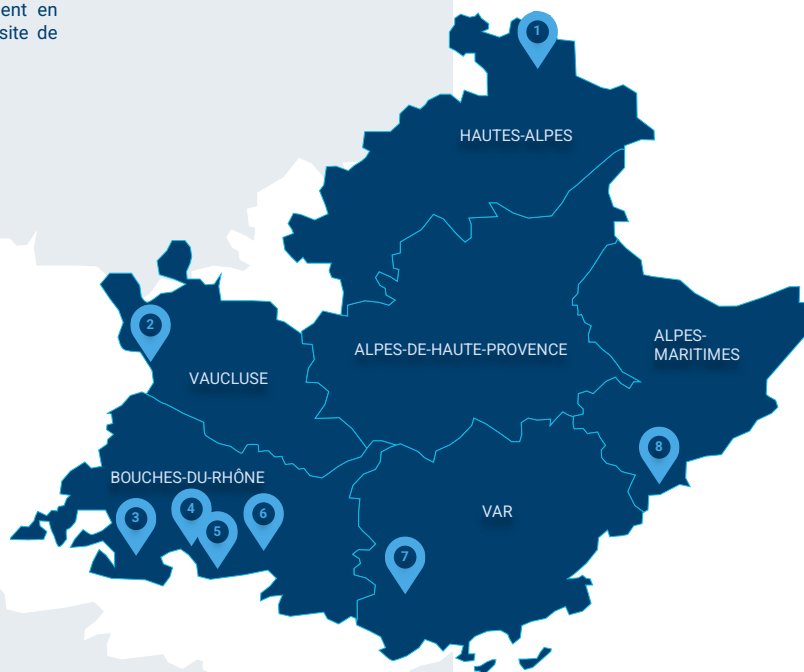 ent en
site de
1
HAUTES-ALPES
2
ALPES-
MARITIMES
ALPES-DE-HAUTE-PROVENCE
VAUCLUSE
8
BOUCHES-DU-RHÔNE
4
6
3
5
VAR
7